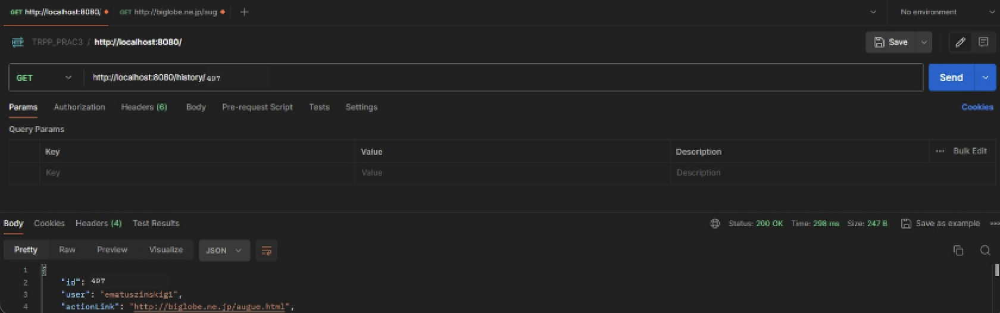 GET http://localhost:8080/ GET http://biglobe.ne.jp/aug + No environment
HTTP TRPP_PRAC3 / http://localhost:8080/ Save
GET http://localhost:8080/history/497 Send
Params Authorization Headers (6) Body Pre-request Script Tests Settings Cookies
Query Params
Key Value Description ... Bulk Edit
Key Value Description
Body Cookies Headers (4) Test Results Status: 200 OK Time: 298 ms Size: 247 B Save as example ...
Pretty Raw Preview Visualize JSON
1 {
2 "id": 497
3 "user": "ematuszinskig1",
4 "actionLink": "http://biglobe.ne.jp/augue.html",